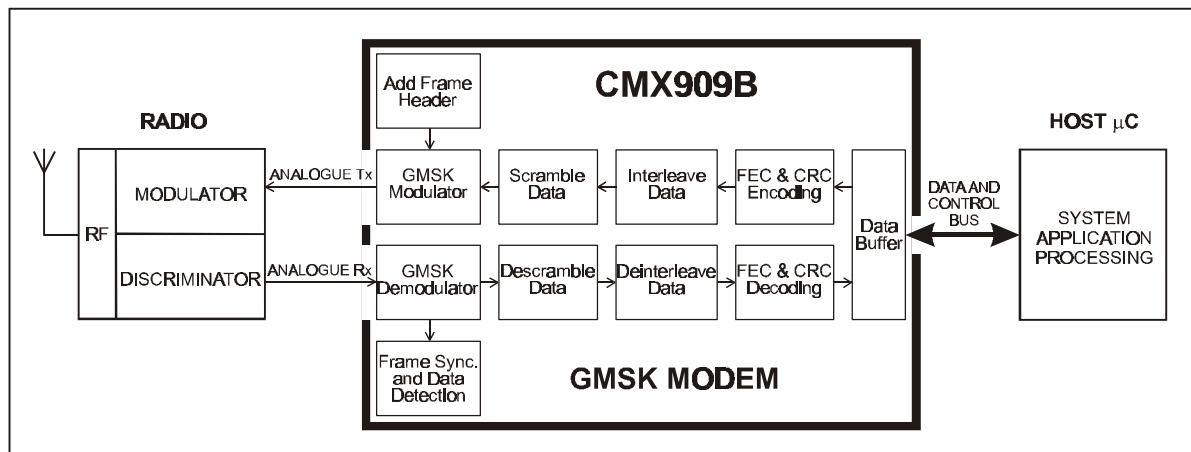 CMX909B
Add Frame
Header
RADIO
HOST µC
RF
MODULATOR
DISCRIMINATOR
ANALOGUE Tx
ANALOGUE Rx
GMSK
Modulator
Scramble
Data
Interleave
Data
FEC & CRC
Encoding
Data
Buffer
DATA AND
CONTROL
BUS
SYSTEM
APPLICATION
PROCESSING
GMSK
Demodulator
Descramble
Data
Deinterleave
Data
FEC & CRC
Decoding
Frame Sync.
and Data
Detection
GMSK MODEM